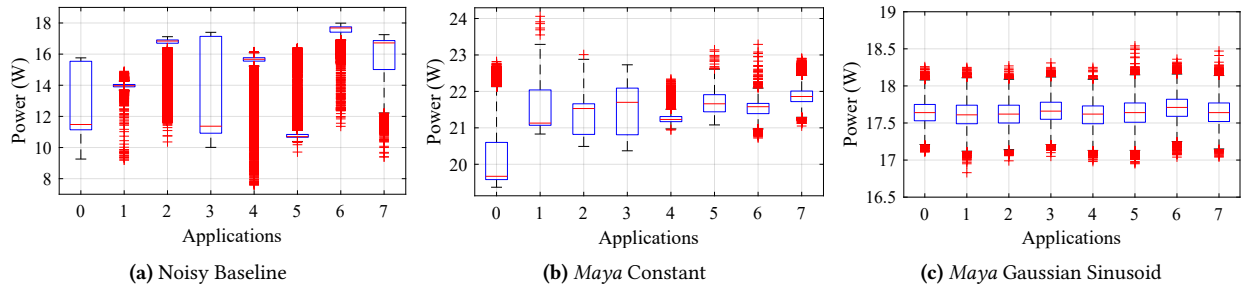 18
16
14
12
10
8
Power (W)
0 1 2 3 4 5 6 7
Applications
(a) Noisy Baseline
24
23
22
21
20
Power (W)
0 1 2 3 4 5 6 7
Applications
(b) Maya Constant
19
18.5
18
17.5
17
16.5
Power (W)
0 1 2 3 4 5 6 7
Applications
(c) Maya Gaussian Sinusoid